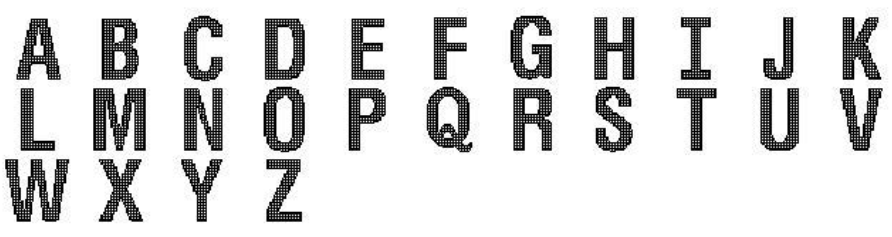 A B C D E F G H I J K
L M N O P Q R S T U V
W X Y Z